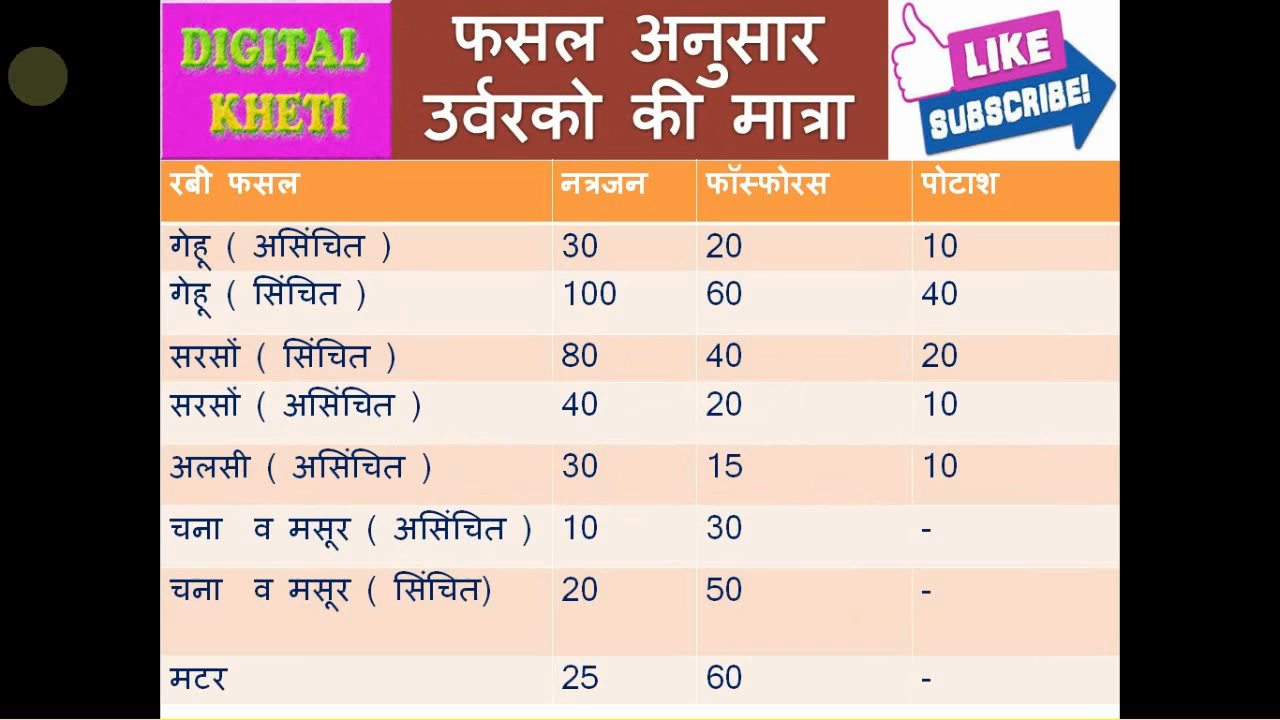 DIGITAL
KHETI
फसल अनुसार
उर्वरको की मात्रा
LIKE
SUBSCRIBE!
रबी फसल नत्रजन फॉस्फोरस पोटाश
गेहू ( असिंचित ) 30 20 10
गेहू ( सिंचित ) 100 60 40
सरसों ( सिंचित ) 80 40 20
सरसों ( असिंचित ) 40 20 10
अलसी ( असिंचित ) 30 15 10
चना व मसूर ( असिंचित ) 10 30 -
चना व मसूर ( सिंचित) 20 50 -
मटर 25 60 -